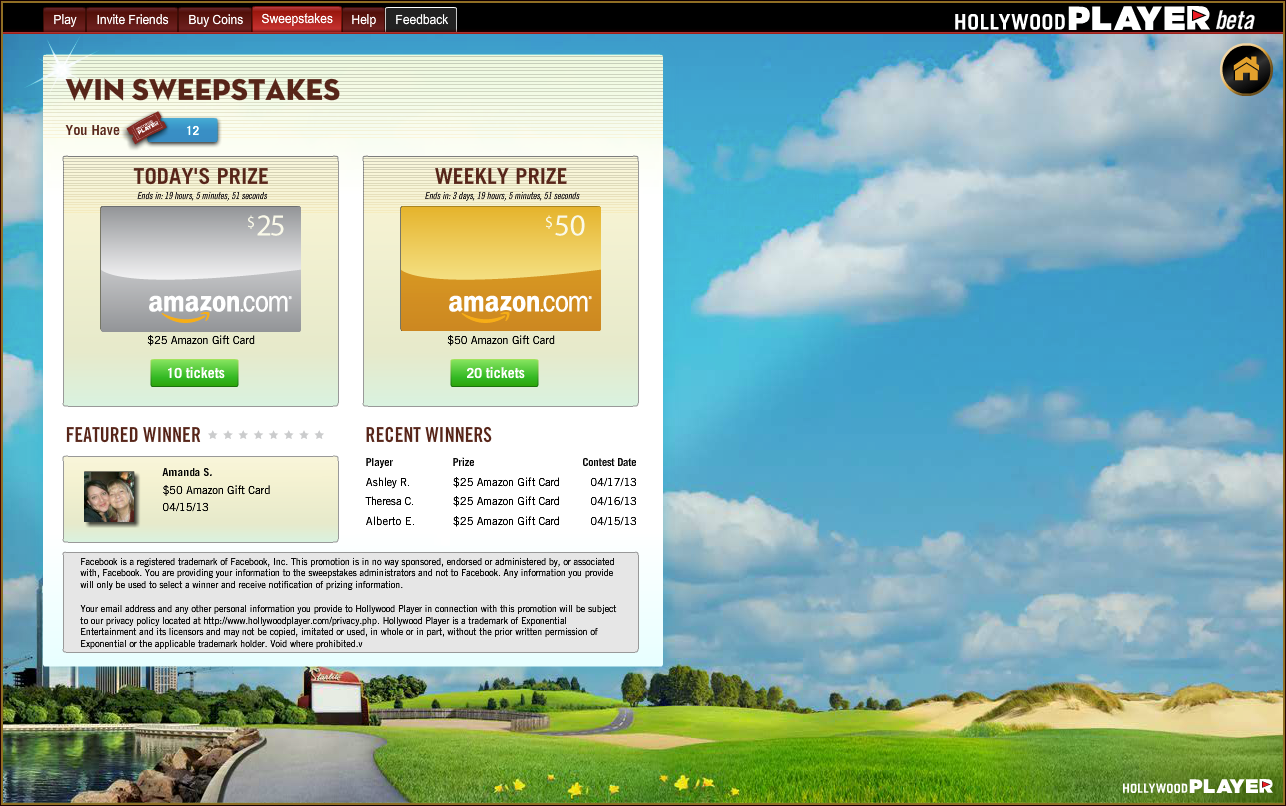 Play Invite Friends Buy Coins Sweepstakes Help Feedback
HOLLYWOOD PLAYER beta
WIN SWEEPSTAKES
You Have 12
TODAY'S PRIZE
Ends in: 19 hours, 5 minutes, 51 seconds
$25
amazon.com
$25 Amazon Gift Card
10 tickets
WEEKLY PRIZE
Ends in: 3 days, 19 hours, 5 minutes, 51 seconds
$50
amazon.com
$50 Amazon Gift Card
20 tickets
FEATURED WINNER
Amanda S.
$50 Amazon Gift Card
04/15/13
RECENT WINNERS
Player Prize Contest Date
Ashley R. $25 Amazon Gift Card 04/17/13
Theresa C. $25 Amazon Gift Card 04/16/13
Alberto E. $25 Amazon Gift Card 04/15/13
Facebook is a registered trademark of Facebook, Inc. This promotion is in no way sponsored, endorsed or administered by, or associated
with, Facebook. You are providing your information to the sweepstakes administrators and not to Facebook. Any information you provide
will only be used to select a winner and receive notification of prizing information.
Your email address and any other personal information you provide to Hollywood Player in connection with this promotion will be subject
to our privacy policy located at http://www.hollywoodplayer.com/privacy.php. Hollywood Player is a trademark of Exponential
Entertainment and its licensors and may not be copied, imitated or used, in whole or in part, without the prior written permission of
Exponential or the applicable trademark holder. Void where prohibited.v
starlite
HOLLYWOOD PLAYER